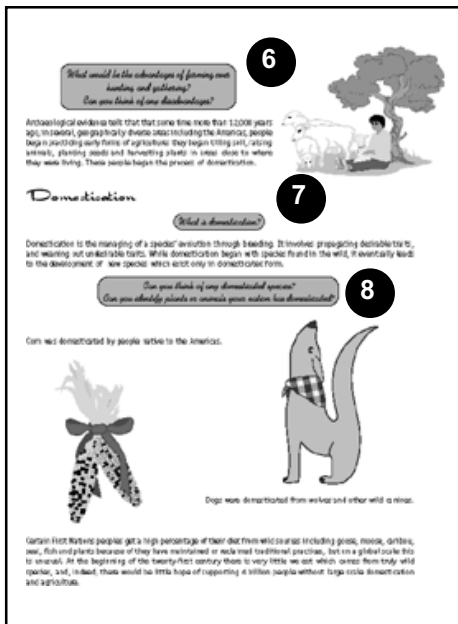 6
What would be the advantages of farming over
hunting and gathering?
Can you think of any disadvantages?
Archaeological evidence tells that that some time more than 12,000 years
ago, in several, geographically diverse areas including the Americas, people
began practicing early forms of agriculture: they began tilling soil, raising
animals, planting seeds and harvesting plants in areas close to where
they were living. These people began the process of domestication.
7
Domestication
What is domestication?
Domestication is the managing of a species' evolution through breeding. It involves propagating desirable traits,
and weaning out undesirable traits. While domestication began with species found in the wild, it eventually leads
to the development of new species which exist only in domesticated form.
8
Can you think of any domesticated species?
Can you identify plants or animals your nation has domesticated?
Corn was domesticated by people native to the Americas.
Dogs were domesticated from wolves and other wild canines.
Certain First Nations peoples get a high percentage of their diet from wild sources including goose, moose, caribou,
seal, fish and plants because of they have maintained or reclaimed traditional practices, but on a global scale this
is unusual. At the beginning of the twenty-first century there is very little we eat which comes from truly wild
species, and, indeed, there would be little hope of supporting 6 billion people without large scale domestication
and agriculture.